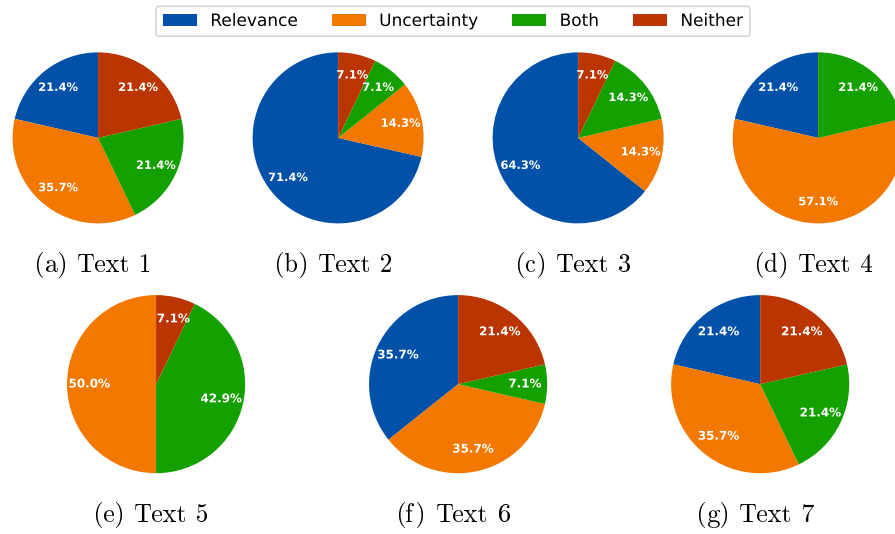 Relevance Uncertainty Both Neither
21.4% 21.4% 35.7% 21.4%
7.1% 7.1% 14.3% 71.4%
7.1% 14.3% 14.3% 64.3%
21.4% 21.4% 57.1%
(a) Text 1 (b) Text 2 (c) Text 3 (d) Text 4
7.1% 50.0% 42.9%
21.4% 35.7% 7.1% 35.7%
21.4% 21.4% 35.7% 21.4%
(e) Text 5 (f) Text 6 (g) Text 7